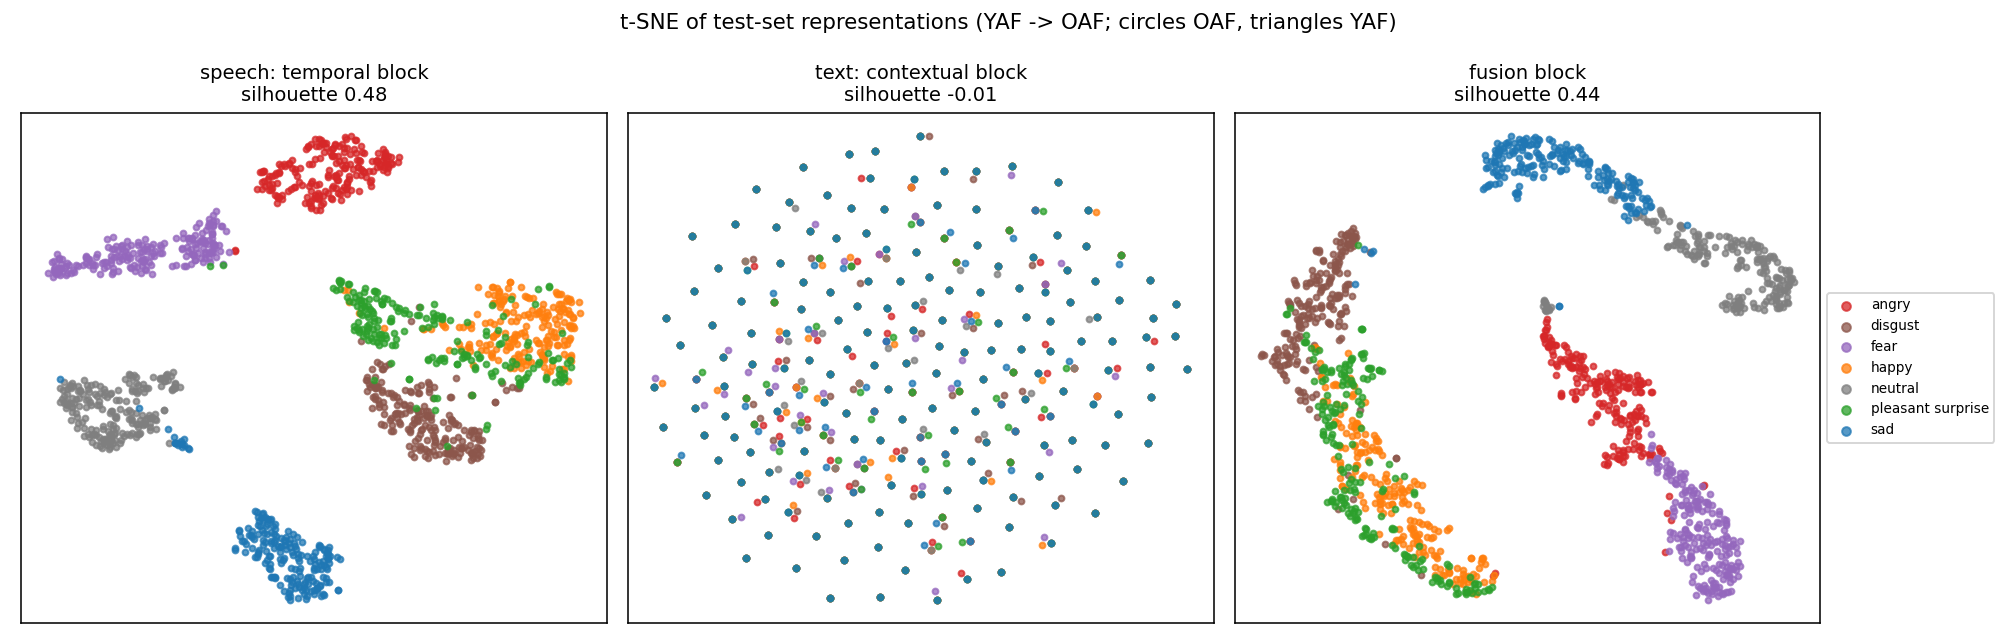 t-SNE of test-set representations (YAF -> OAF; circles OAF, triangles YAF)
speech: temporal block
silhouette 0.48
text: contextual block
silhouette -0.01
fusion block
silhouette 0.44
angry
disgust
fear
happy
neutral
pleasant surprise
sad